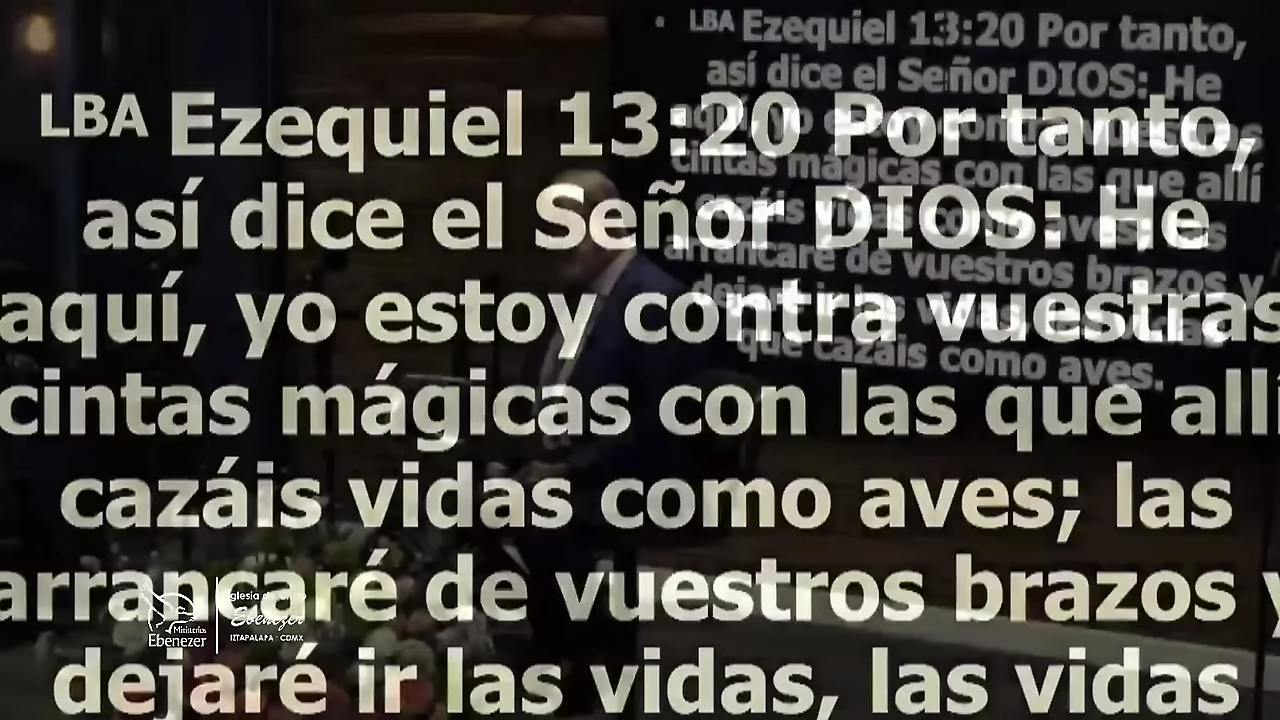 LBA Ezequiel 13:20 Por tanto,
así dice el Señor DIOS: He
aquí, yo estoy contra vuestras
cintas mágicas con las que allí
cazáis vidas como aves; las
arrancaré de vuestros brazos y
dejaré ir las vidas, las vidas
LBA Ezequiel 13:20 Por tanto,
así dice el Señor DIOS: He
aquí, yo estoy contra vuestras
cintas mágicas con las que allí
cazáis vidas como aves; las
arrancaré de vuestros brazos y
dejaré ir las vidas, las vidas
que cazáis como aves.
Ministerios
Ebenezer
Iglesia de Cristo
Ebenezer
IZTAPALAPA · CDMX